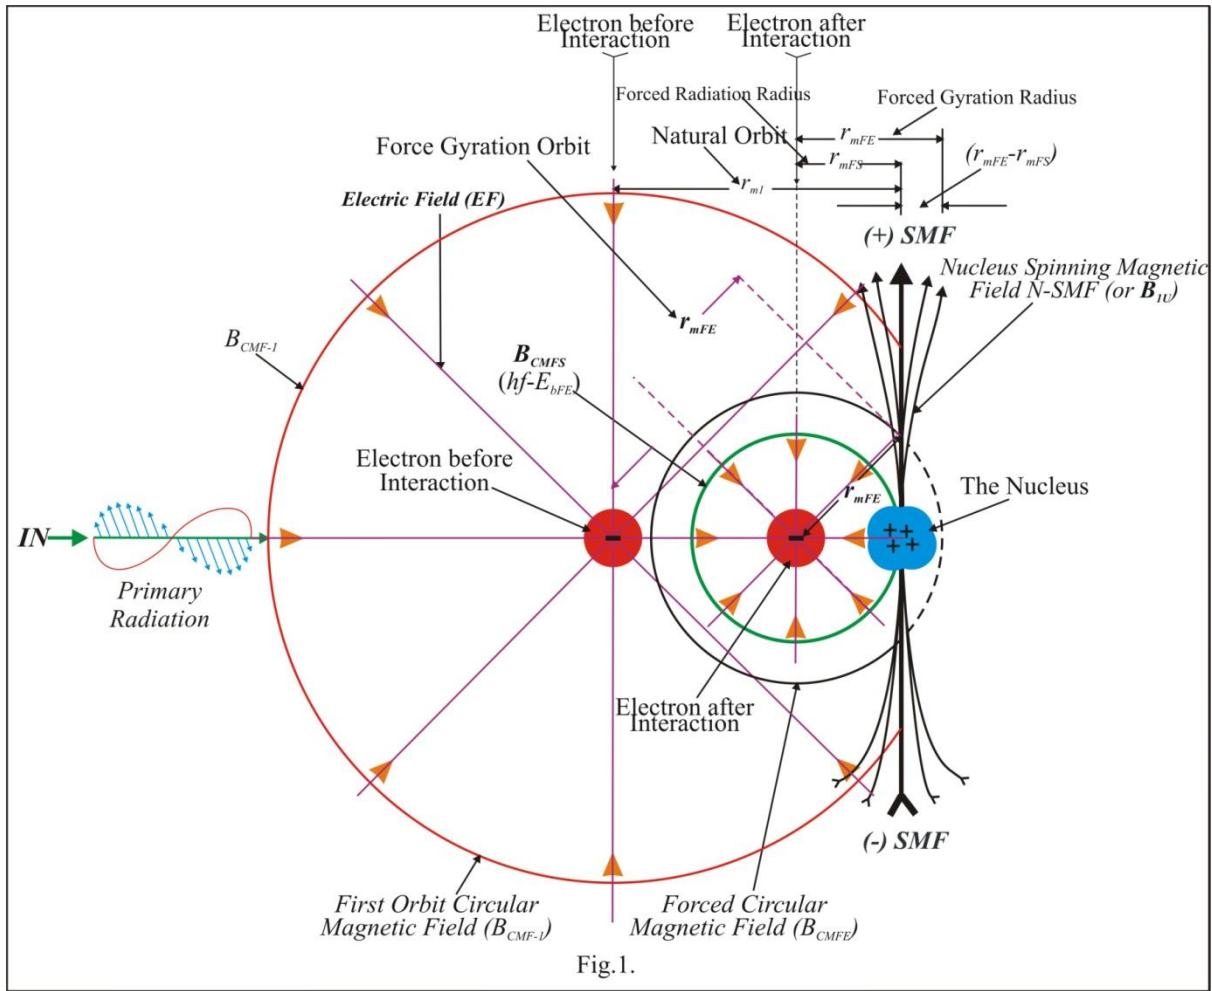 Electron before
Interaction
Electron after
Interaction
Forced Radiation Radius
Forced Gyration Radius
Natural Orbit
r_mFE
Force Gyration Orbit
r_mFS
(r_mFE-r_mFS)
r_m1
Electric Field (EF)
(+) SMF
Nucleus Spinning Magnetic
Field N-SMF (or B_IU)
r_mFE
B_CMF-1
B_CMFS
(hf-E_bFE)
Electron before
Interaction
r_mFE
The Nucleus
IN
- - + + + +
Primary
Radiation
Electron after
Interaction
(-) SMF
First Orbit Circular
Magnetic Field (B_CMF-1)
Forced Circular
Magnetic Field (B_CMFE)
Fig.1.